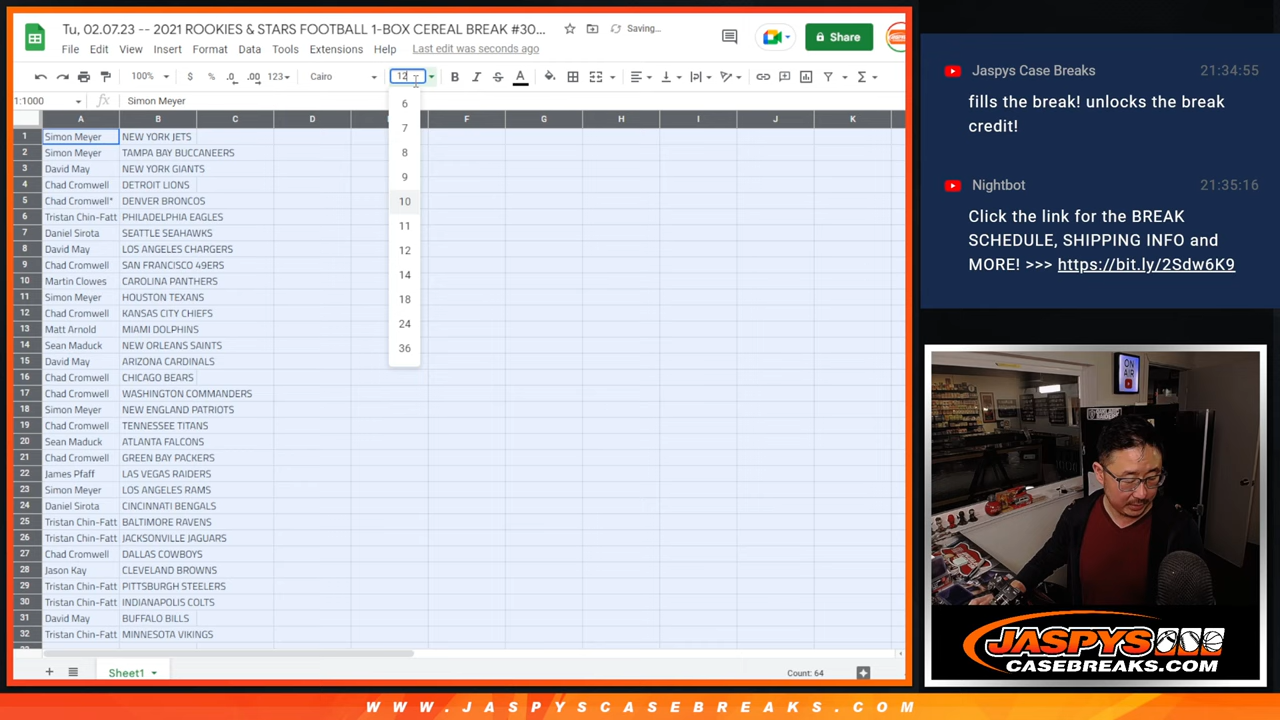 Tu, 02.07.23 -- 2021 ROOKIES & STARS FOOTBALL 1-BOX CEREAL BREAK #30...
Saving...
Share
File Edit View Insert Format Data Tools Extensions Help Last edit was seconds ago
100% $ % .0 .00 123 Cairo 12 B I S A
1:1000 fx Simon Meyer
A B C D F G H I J K
1 Simon Meyer NEW YORK JETS
2 Simon Meyer TAMPA BAY BUCCANEERS
3 David May NEW YORK GIANTS
4 Chad Cromwell DETROIT LIONS
5 Chad Cromwell* DENVER BRONCOS
6 Tristan Chin-Fatt PHILADELPHIA EAGLES
7 Daniel Sirota SEATTLE SEAHAWKS
8 David May LOS ANGELES CHARGERS
9 Chad Cromwell SAN FRANCISCO 49ERS
10 Martin Clowes CAROLINA PANTHERS
11 Simon Meyer HOUSTON TEXANS
12 Chad Cromwell KANSAS CITY CHIEFS
13 Matt Arnold MIAMI DOLPHINS
14 Sean Maduck NEW ORLEANS SAINTS
15 David May ARIZONA CARDINALS
16 Chad Cromwell CHICAGO BEARS
17 Chad Cromwell WASHINGTON COMMANDERS
18 Simon Meyer NEW ENGLAND PATRIOTS
19 Chad Cromwell TENNESSEE TITANS
20 Sean Maduck ATLANTA FALCONS
21 Chad Cromwell GREEN BAY PACKERS
22 James Pfaff LAS VEGAS RAIDERS
23 Simon Meyer LOS ANGELES RAMS
24 Daniel Sirota CINCINNATI BENGALS
25 Tristan Chin-Fatt BALTIMORE RAVENS
26 Tristan Chin-Fatt JACKSONVILLE JAGUARS
27 Chad Cromwell DALLAS COWBOYS
28 Jason Kay CLEVELAND BROWNS
29 Tristan Chin-Fatt PITTSBURGH STEELERS
30 Tristan Chin-Fatt INDIANAPOLIS COLTS
31 David May BUFFALO BILLS
32 Tristan Chin-Fatt MINNESOTA VIKINGS
6
7
8
9
10
11
12
14
18
24
36
Sheet1
Count: 64
Jaspys Case Breaks 21:34:55
fills the break! unlocks the break
credit!
Nightbot 21:35:16
Click the link for the BREAK
SCHEDULE, SHIPPING INFO and
MORE! >>> https://bit.ly/2Sdw6K9
ON
AIR
JASPYS
CASEBREAKS.COM
WWW.JASPYSCASEBREAKS.COM